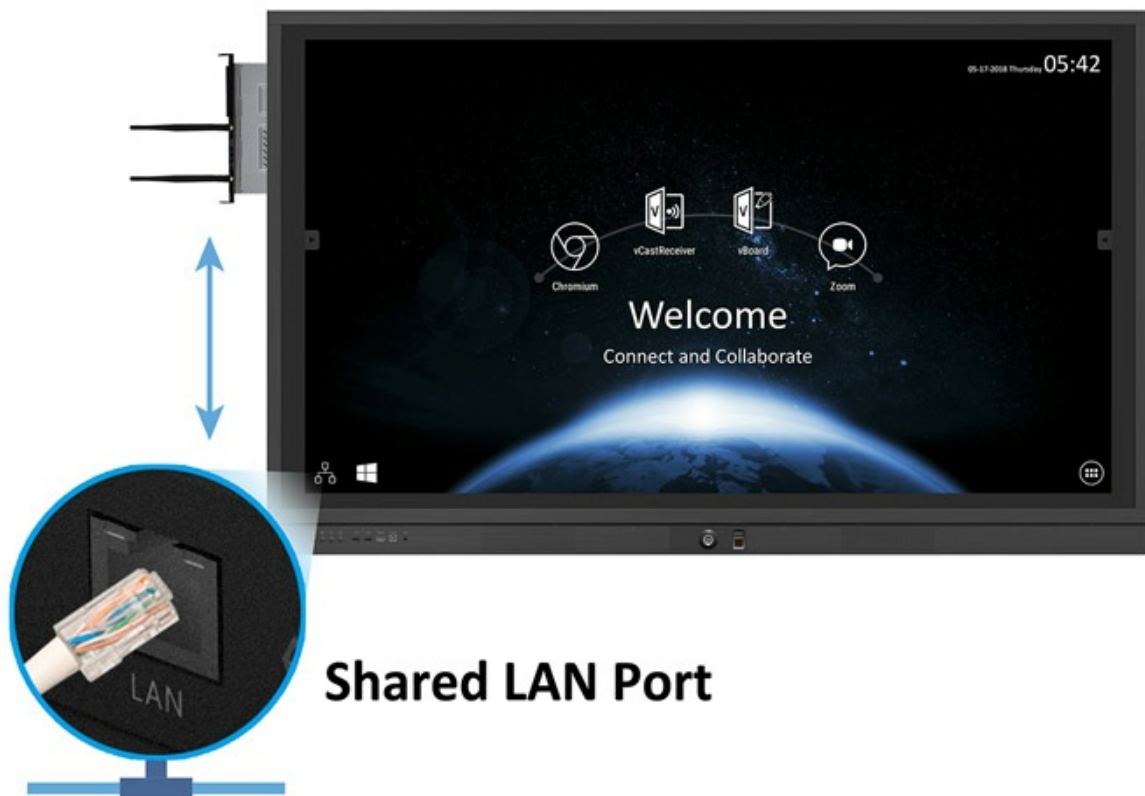 05-17-2018 Thursday 05:42
vCastReceiver
vBoard
Chromium
Zoom
Welcome
Connect and Collaborate
LAN
Shared LAN Port